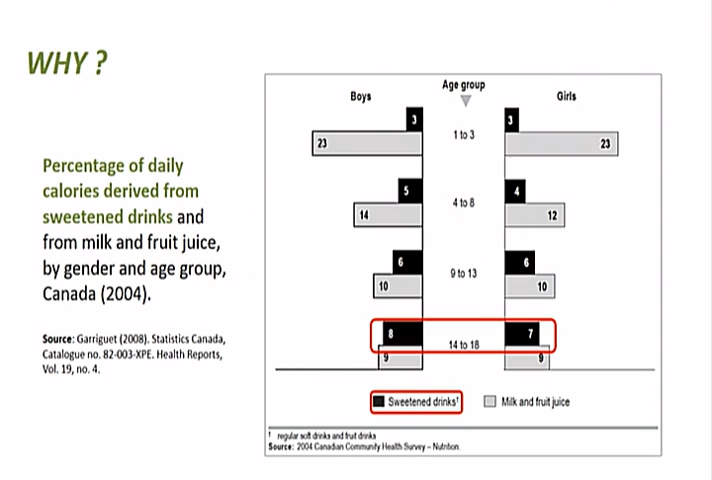 WHY ?
Percentage of daily
calories derived from
sweetened drinks and
from milk and fruit juice,
by gender and age group,
Canada (2004).
Source: Garriguet (2008). Statistics Canada,
Catalogue no. 82-003-XPE. Health Reports,
Vol. 19, no. 4.
Age group
Boys
Girls
3
3
1 to 3
23
23
5
4
4 to 8
14
12
6
6
9 to 13
10
10
8
7
14 to 18
9
9
Sweetened drinks†
Milk and fruit juice
† regular soft drinks and fruit drinks
Source: 2004 Canadian Community Health Survey – Nutrition